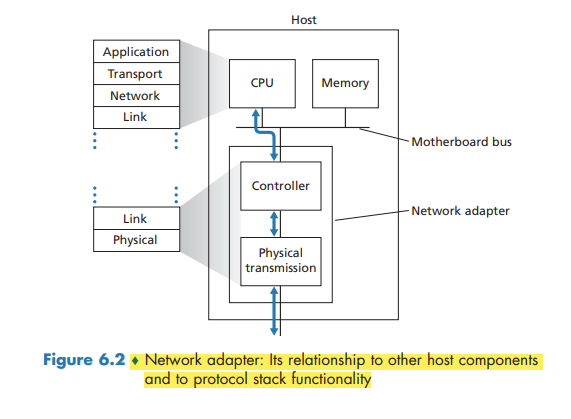 Host
Application
Transport
Network
Link
CPU
Memory
Motherboard bus
Controller
Network adapter
Link
Physical
Physical
transmission
Figure 6.2 ♦ Network adapter: Its relationship to other host components
and to protocol stack functionality